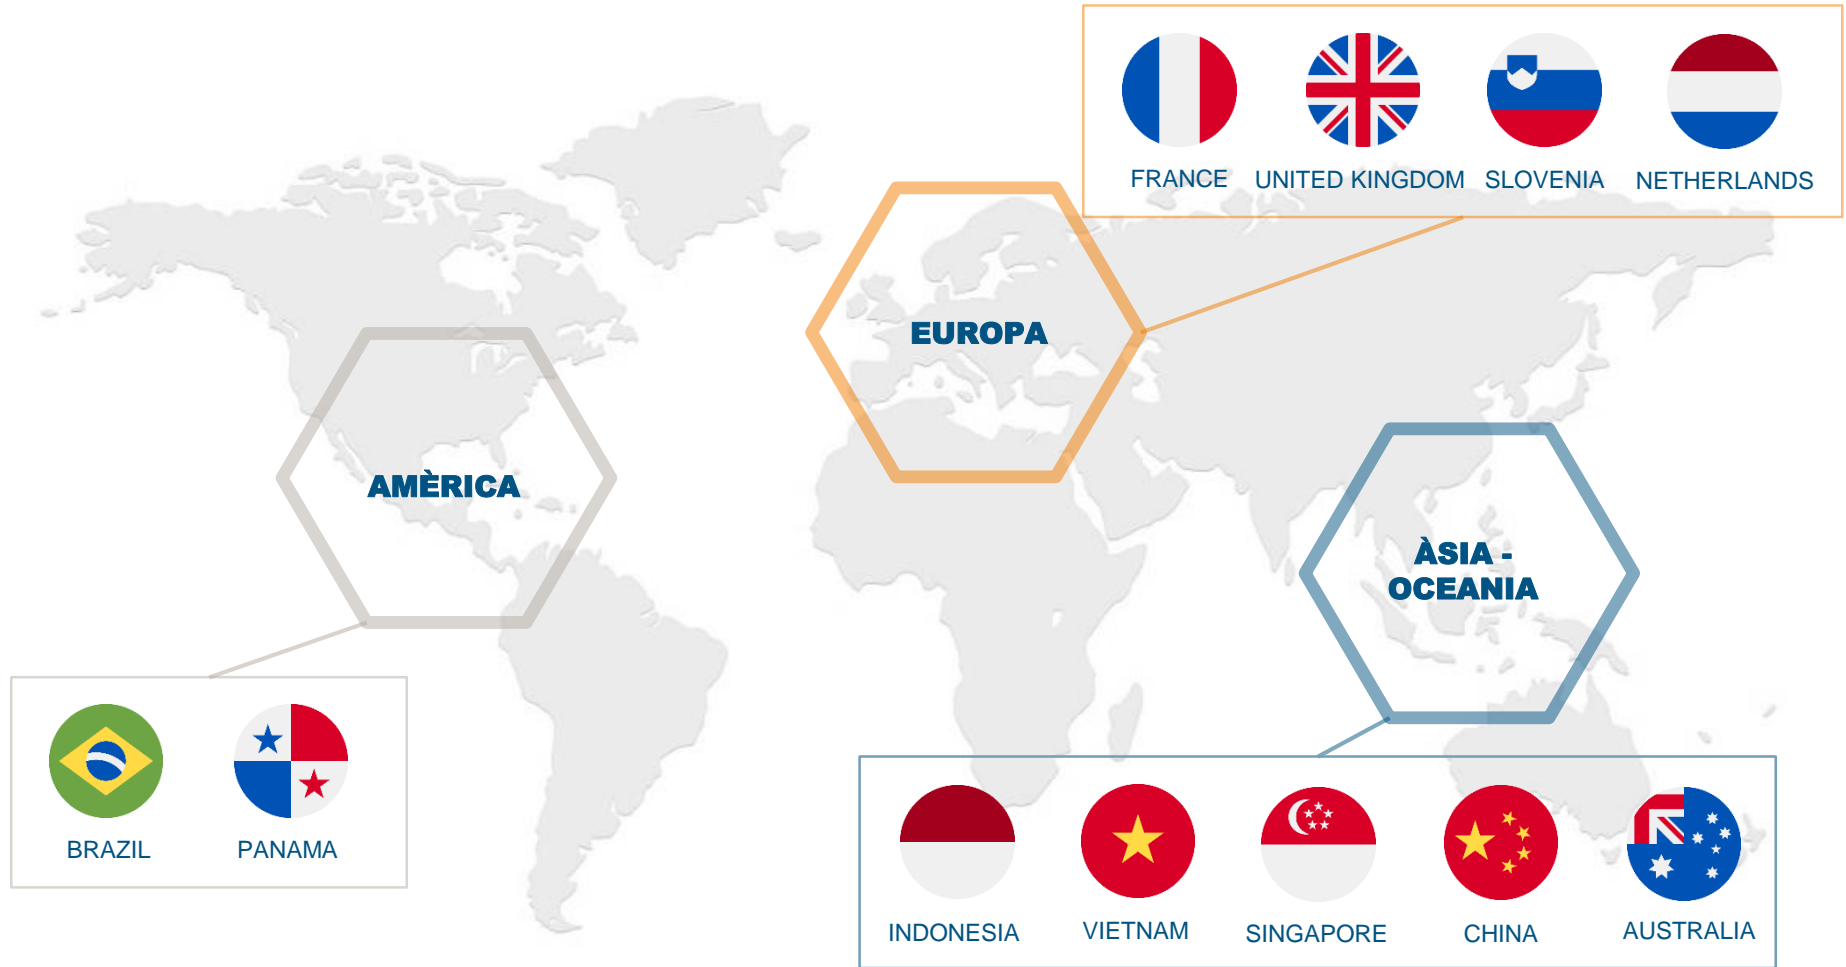 FRANCE UNITED KINGDOM SLOVENIA NETHERLANDS
EUROPA
AMÈRICA
ÀSIA -
OCEANIA
BRAZIL PANAMA
INDONESIA VIETNAM SINGAPORE CHINA AUSTRALIA